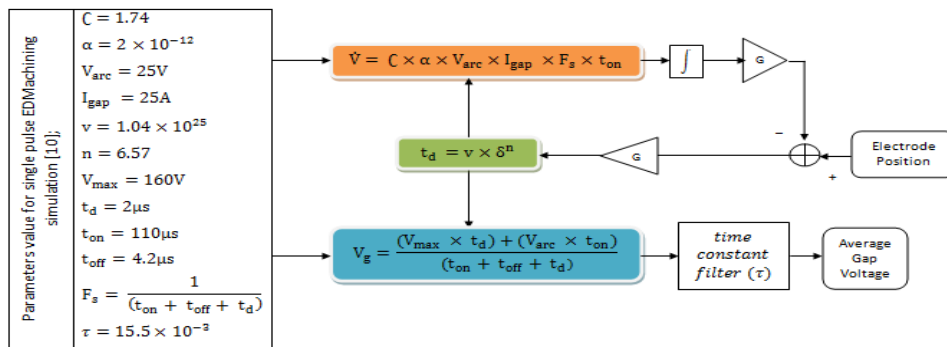 Parameters value for single pulse EDMachining
simulation [10];
C = 1.74
α = 2 × 10⁻¹²
V_arc = 25V
I_gap = 25A
v = 1.04 × 10²⁵
n = 6.57
V_max = 160V
t_d = 2μs
t_on = 110μs
t_off = 4.2μs
F_s = 1 / (t_on + t_off + t_d)
τ = 15.5 × 10⁻³
V̇ = C × α × V_arc × I_gap × F_s × t_on
∫
G
−
t_d = v × δⁿ
G
+
Electrode
Position
V_g = (V_max × t_d) + (V_arc × t_on) / (t_on + t_off + t_d)
time
constant
filter (τ)
Average
Gap
Voltage